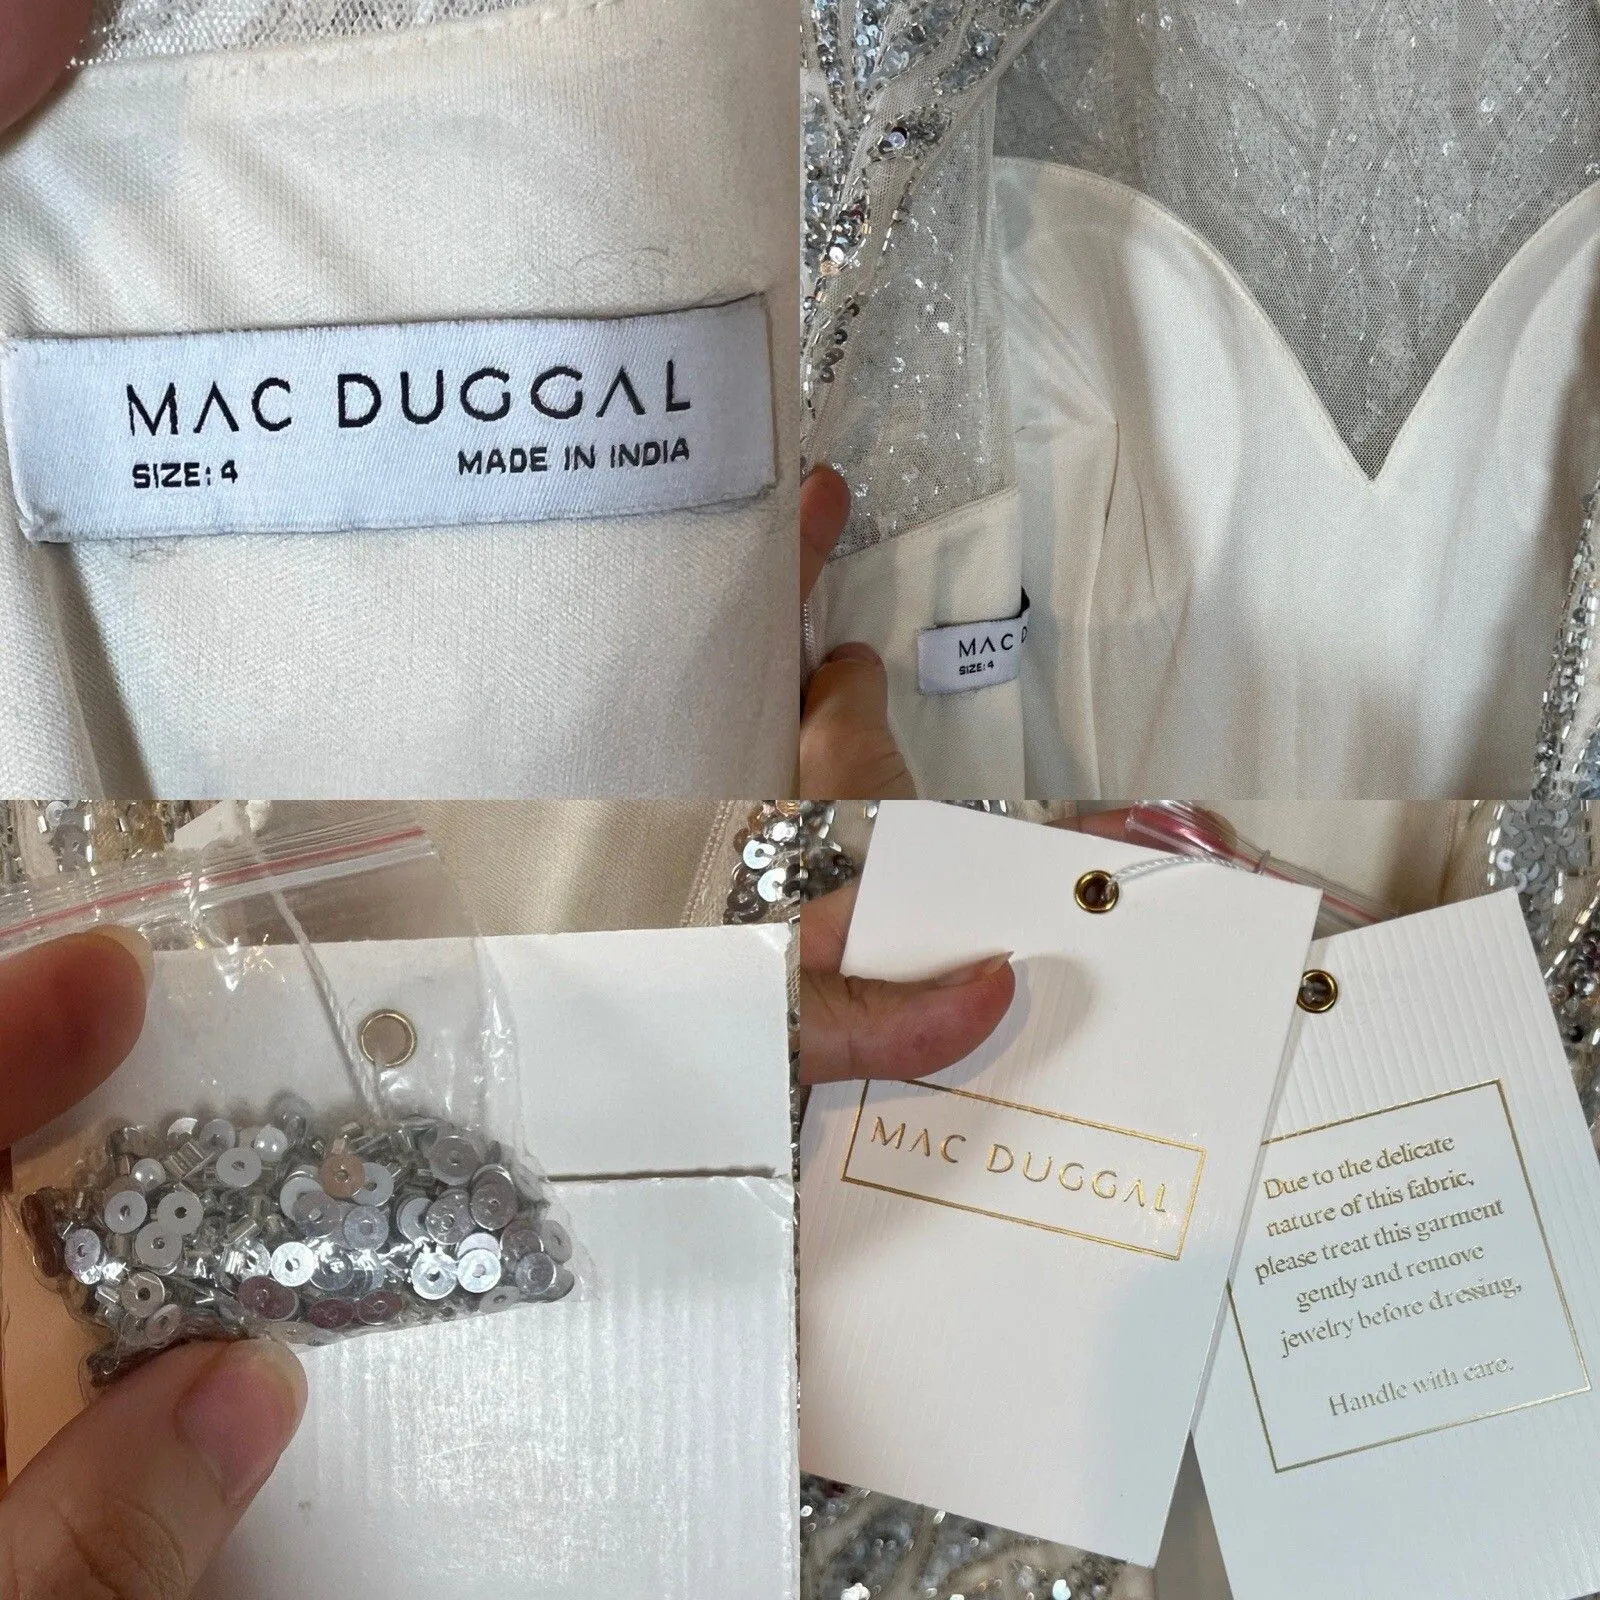 MAC DUGGAL
SIZE: 4 MADE IN INDIA
MAC D
SIZE: 4
MAC DUGGAL
Due to the delicate
nature of this fabric,
please treat this garment
gently and remove
jewelry before dressing,
Handle with care.